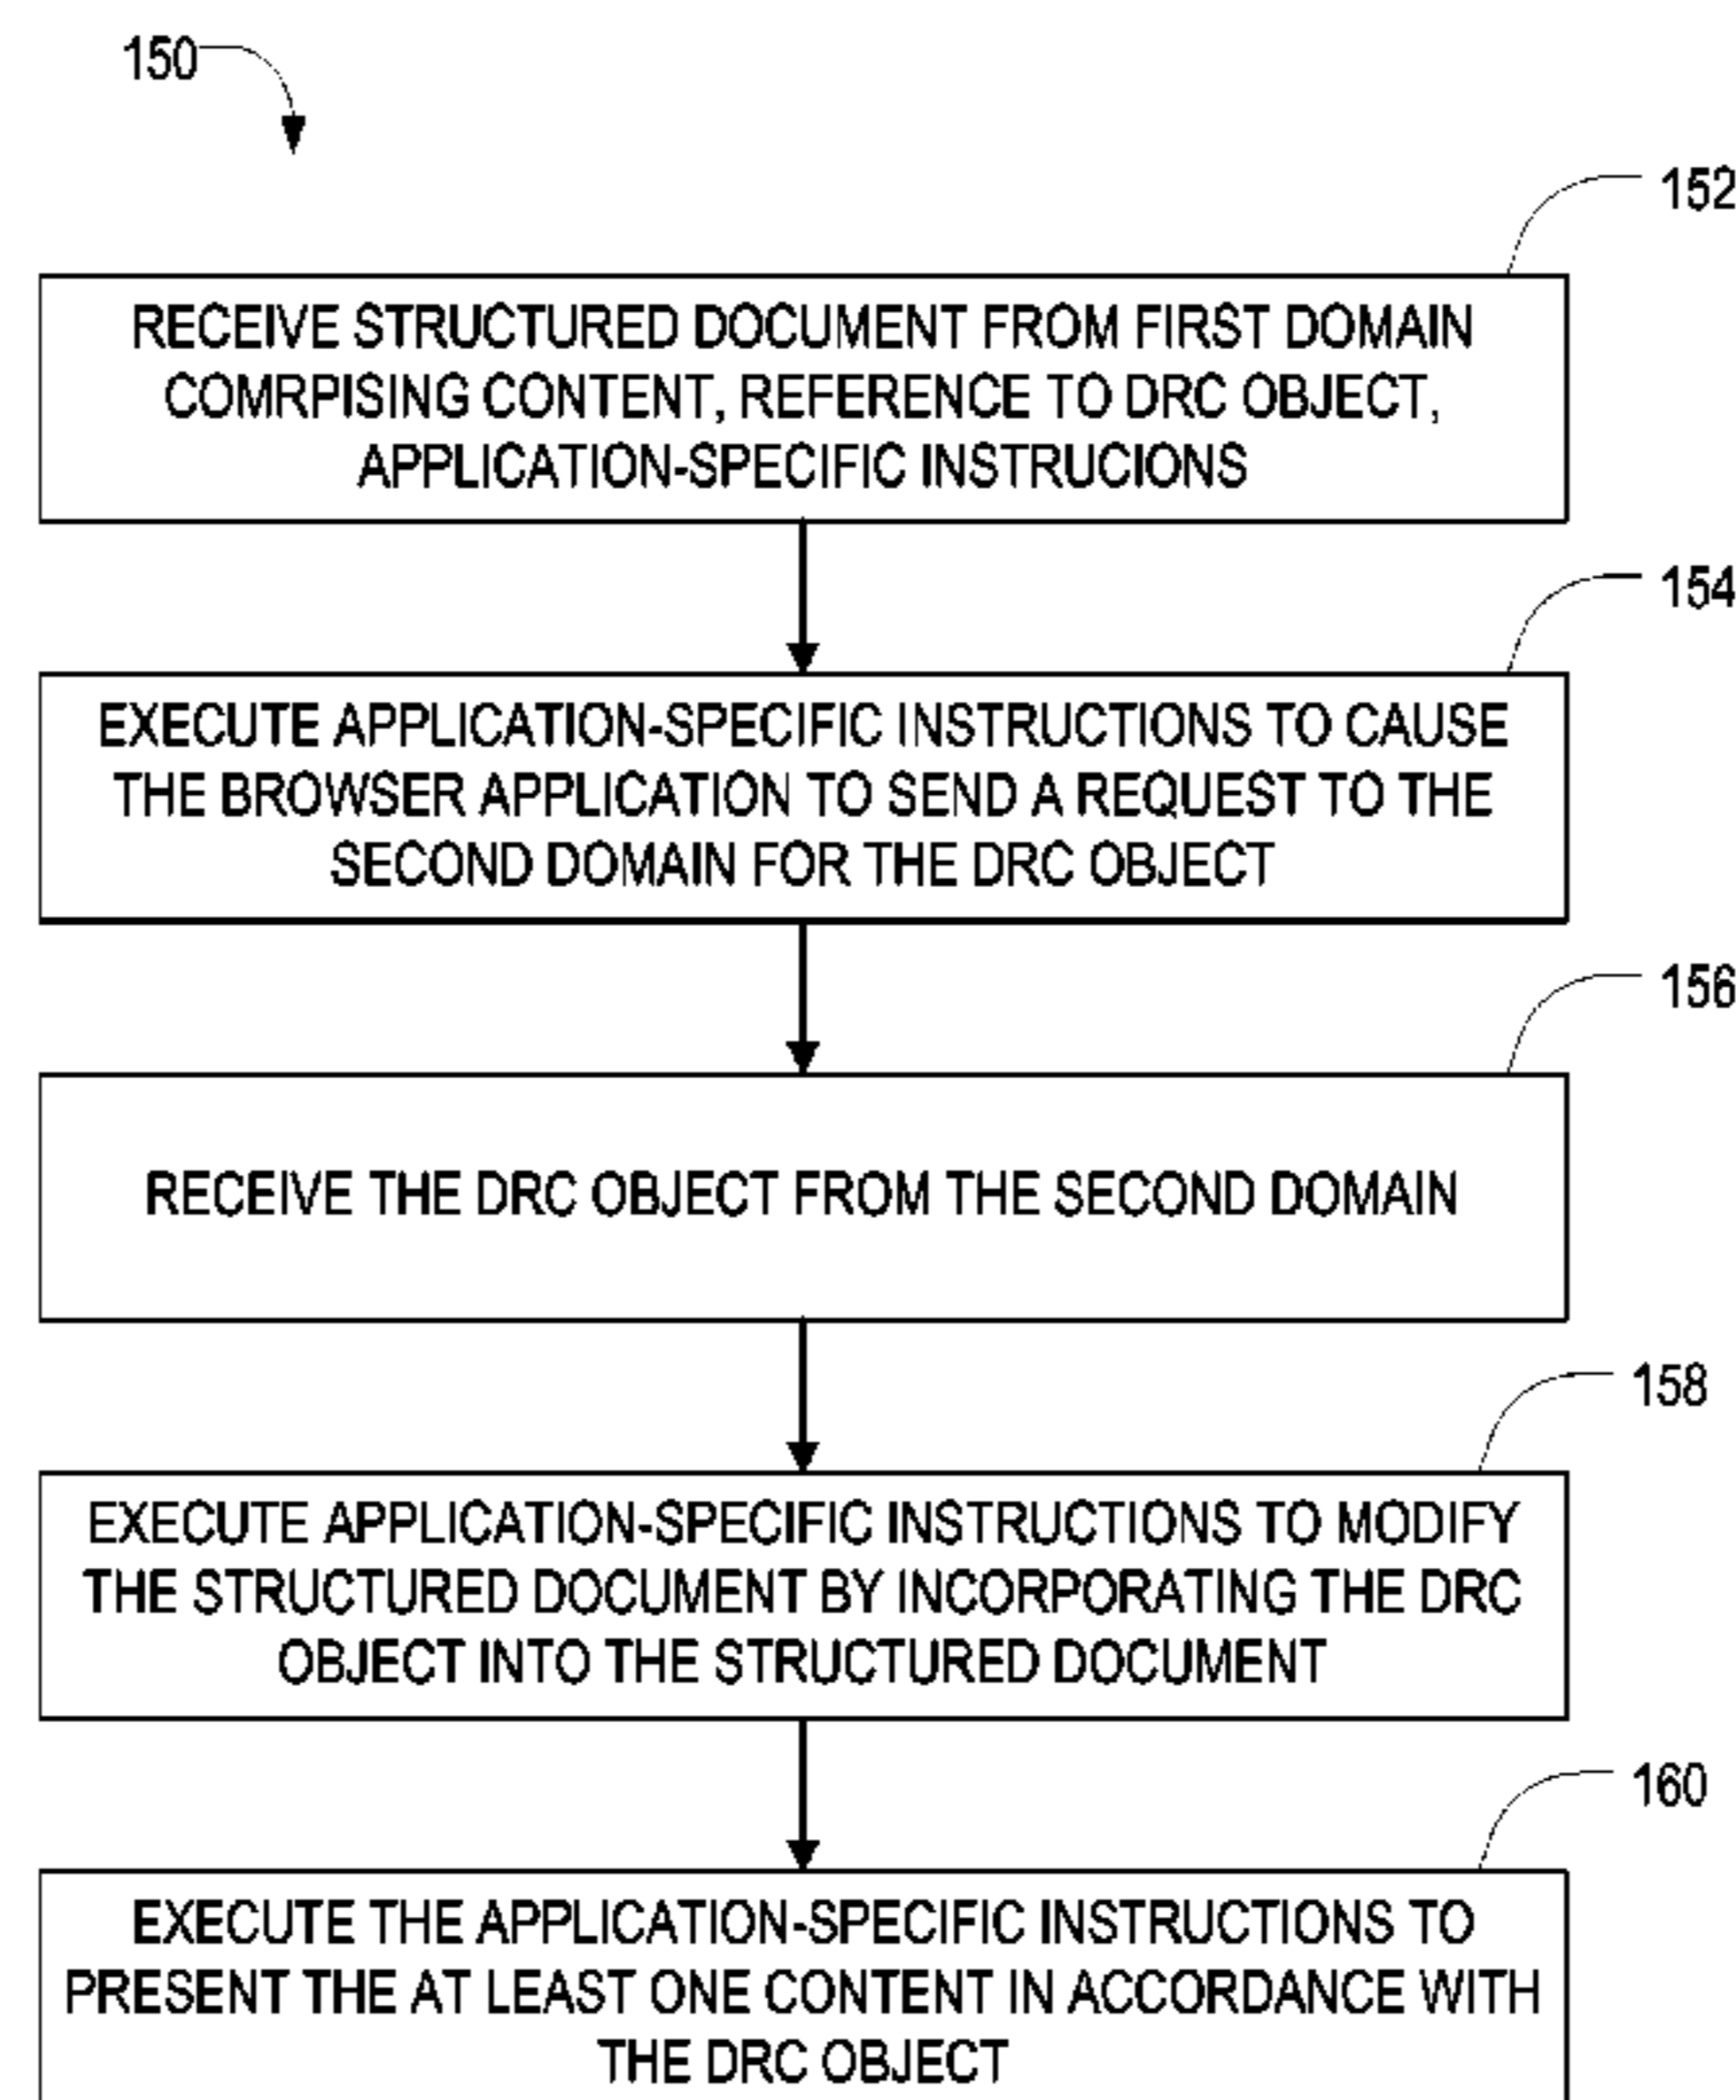 150
152
RECEIVE STRUCTURED DOCUMENT FROM FIRST DOMAIN
COMRPISING CONTENT, REFERENCE TO DRC OBJECT,
APPLICATION-SPECIFIC INSTRUCIONS
154
EXECUTE APPLICATION-SPECIFIC INSTRUCTIONS TO CAUSE
THE BROWSER APPLICATION TO SEND A REQUEST TO THE
SECOND DOMAIN FOR THE DRC OBJECT
156
RECEIVE THE DRC OBJECT FROM THE SECOND DOMAIN
158
EXECUTE APPLICATION-SPECIFIC INSTRUCTIONS TO MODIFY
THE STRUCTURED DOCUMENT BY INCORPORATING THE DRC
OBJECT INTO THE STRUCTURED DOCUMENT
160
EXECUTE THE APPLICATION-SPECIFIC INSTRUCTIONS TO
PRESENT THE AT LEAST ONE CONTENT IN ACCORDANCE WITH
THE DRC OBJECT